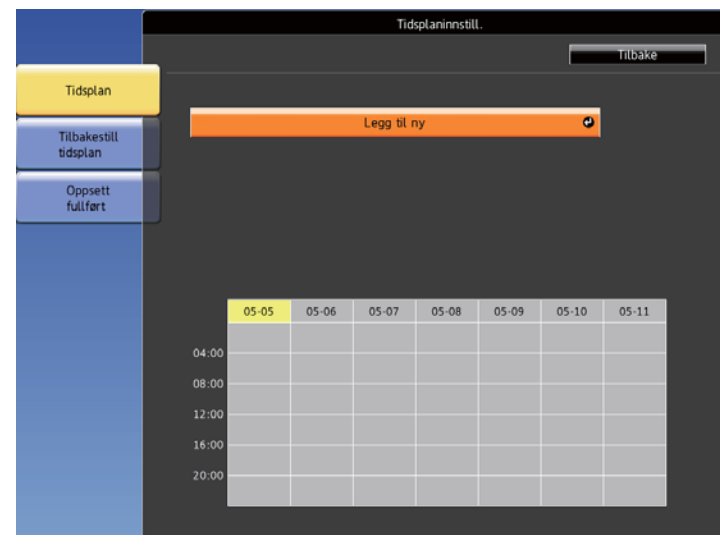 Tidsplaninnstill.
Tilbake
Tidsplan
Tilbakestill
tidsplan
Oppsett
fullført
Legg til ny
05-05 05-06 05-07 05-08 05-09 05-10 05-11
04:00
08:00
12:00
16:00
20:00